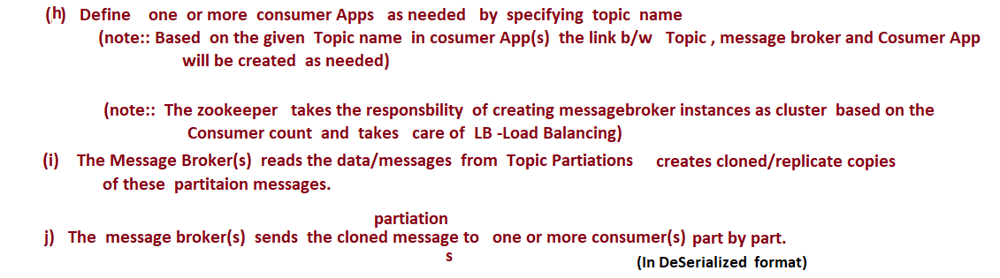 (h) Define one or more consumer Apps as needed by specifying topic name
(note:: Based on the given Topic name in cosumer App(s) the link b/w Topic , message broker and Cosumer App
will be created as needed)
(note:: The zookeeper takes the responsbility of creating messagebroker instances as cluster based on the
Consumer count and takes care of LB -Load Balancing)
(i) The Message Broker(s) reads the data/messages from Topic Partiations creates cloned/replicate copies
of these partitaion messages.
partiation
j) The message broker(s) sends the cloned message to one or more consumer(s) part by part.
s
(In DeSerialized format)